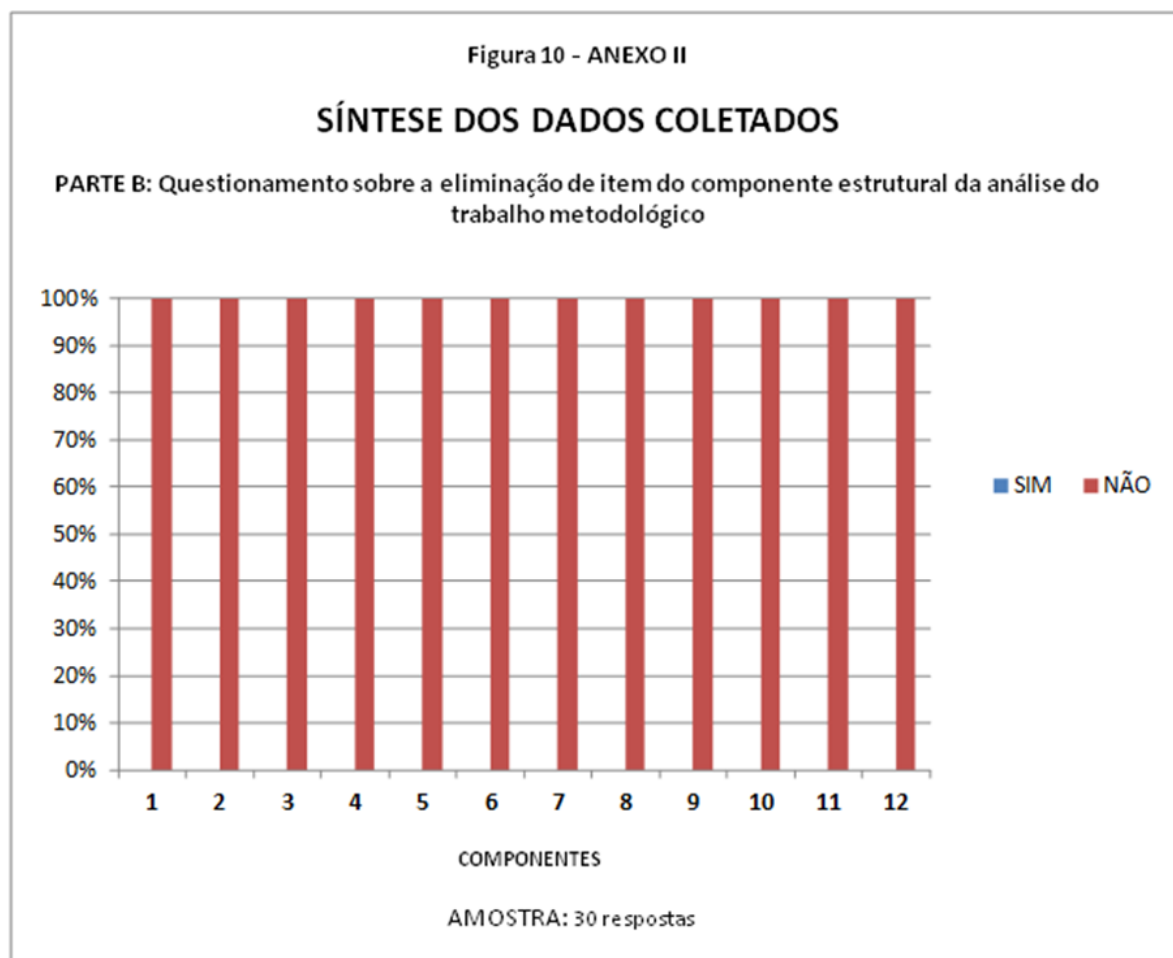 Figura 10 - ANEXO II
SÍNTESE DOS DADOS COLETADOS
PARTE B: Questionamento sobre a eliminação de item do componente estrutural da análise do
trabalho metodológico
100%
90%
80%
70%
60%
50%
40%
30%
20%
10%
0%
1 2 3 4 5 6 7 8 9 10 11 12
SIM NÃO
COMPONENTES
AMOSTRA: 30 respostas